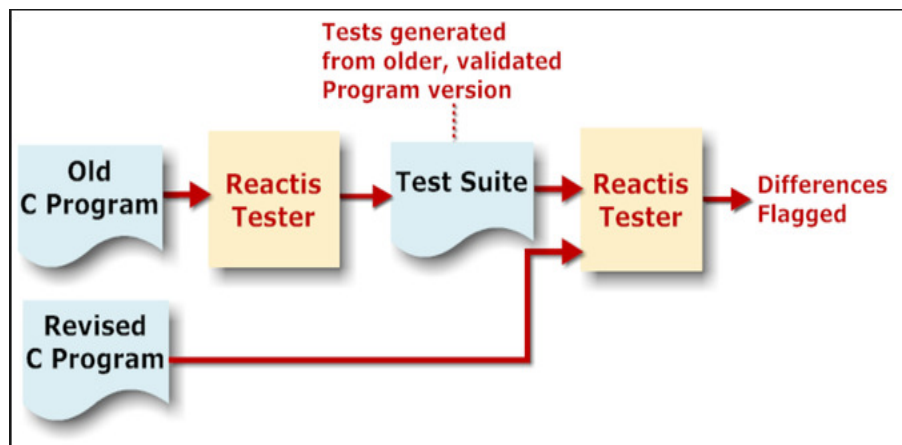 Tests generated
from older, validated
Program version
Old
C Program
Reactis
Tester
Test Suite
Reactis
Tester
Differences
Flagged
Revised
C Program